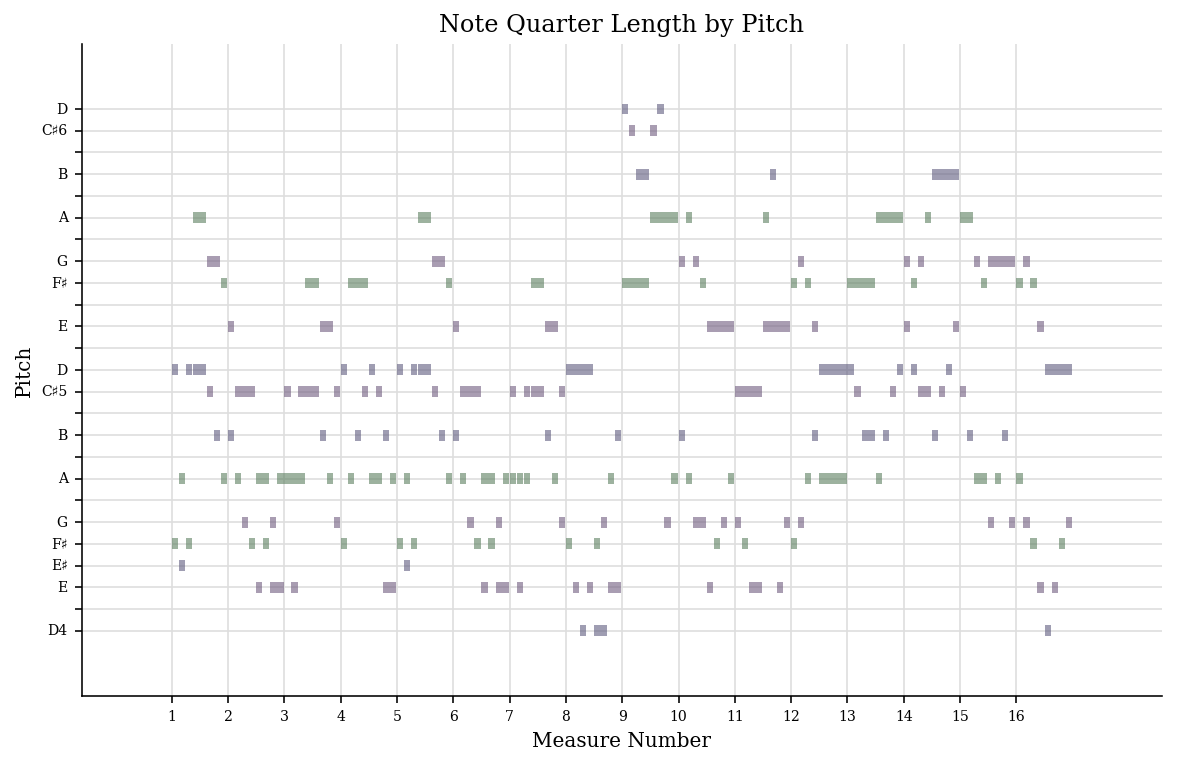 Note Quarter Length by Pitch
D
C♯6
B
A
G
F♯
E
D
C♯5
B
A
G
F♯
E♯
E
D4
Pitch
1 2 3 4 5 6 7 8 9 10 11 12 13 14 15 16
Measure Number